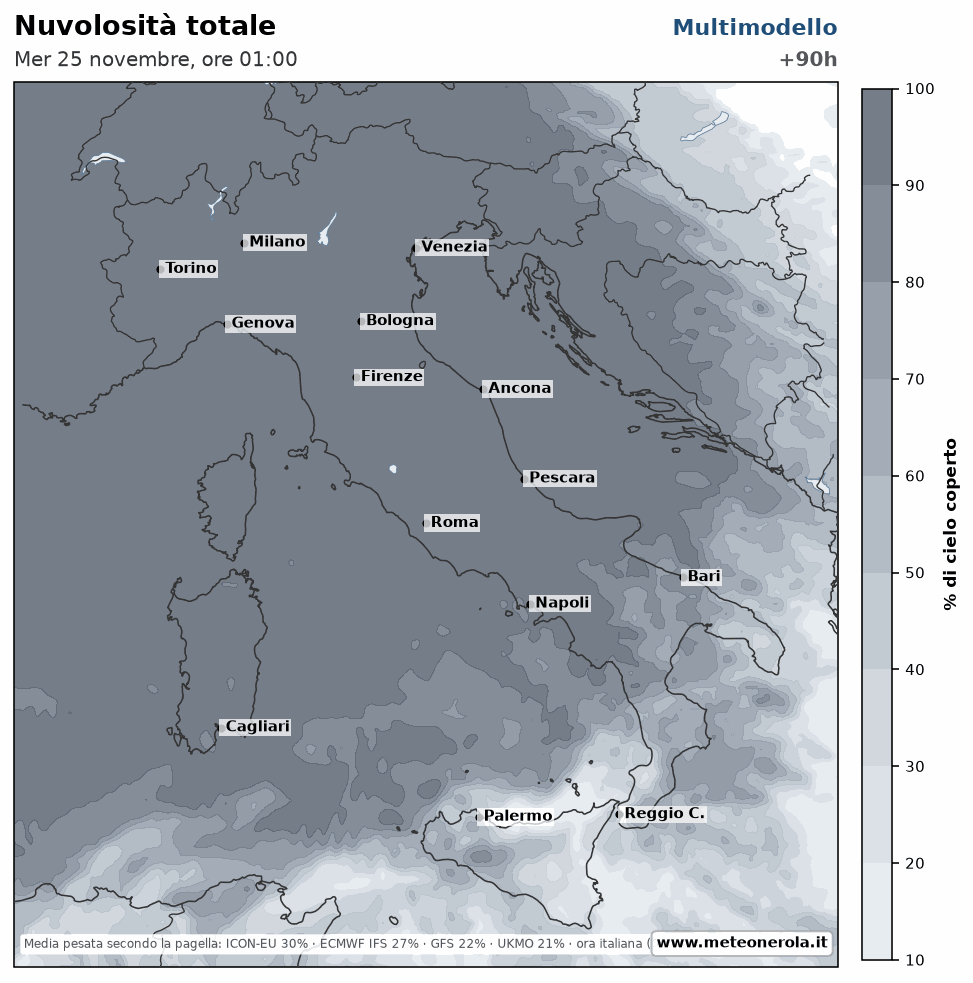 Nuvolosità totale
Multimodello
Mer 25 novembre, ore 01:00
+90h
100
90
80
70
60
50
40
30
20
10
% di cielo coperto
Milano
Venezia
Torino
Genova
Bologna
Firenze
Ancona
Pescara
Roma
Bari
Napoli
Cagliari
Palermo
Reggio C.
Media pesata secondo la pagella: ICON-EU 30% · ECMWF IFS 27% · GFS 22% · UKMO 21% · ora italiana (
www.meteonerola.it